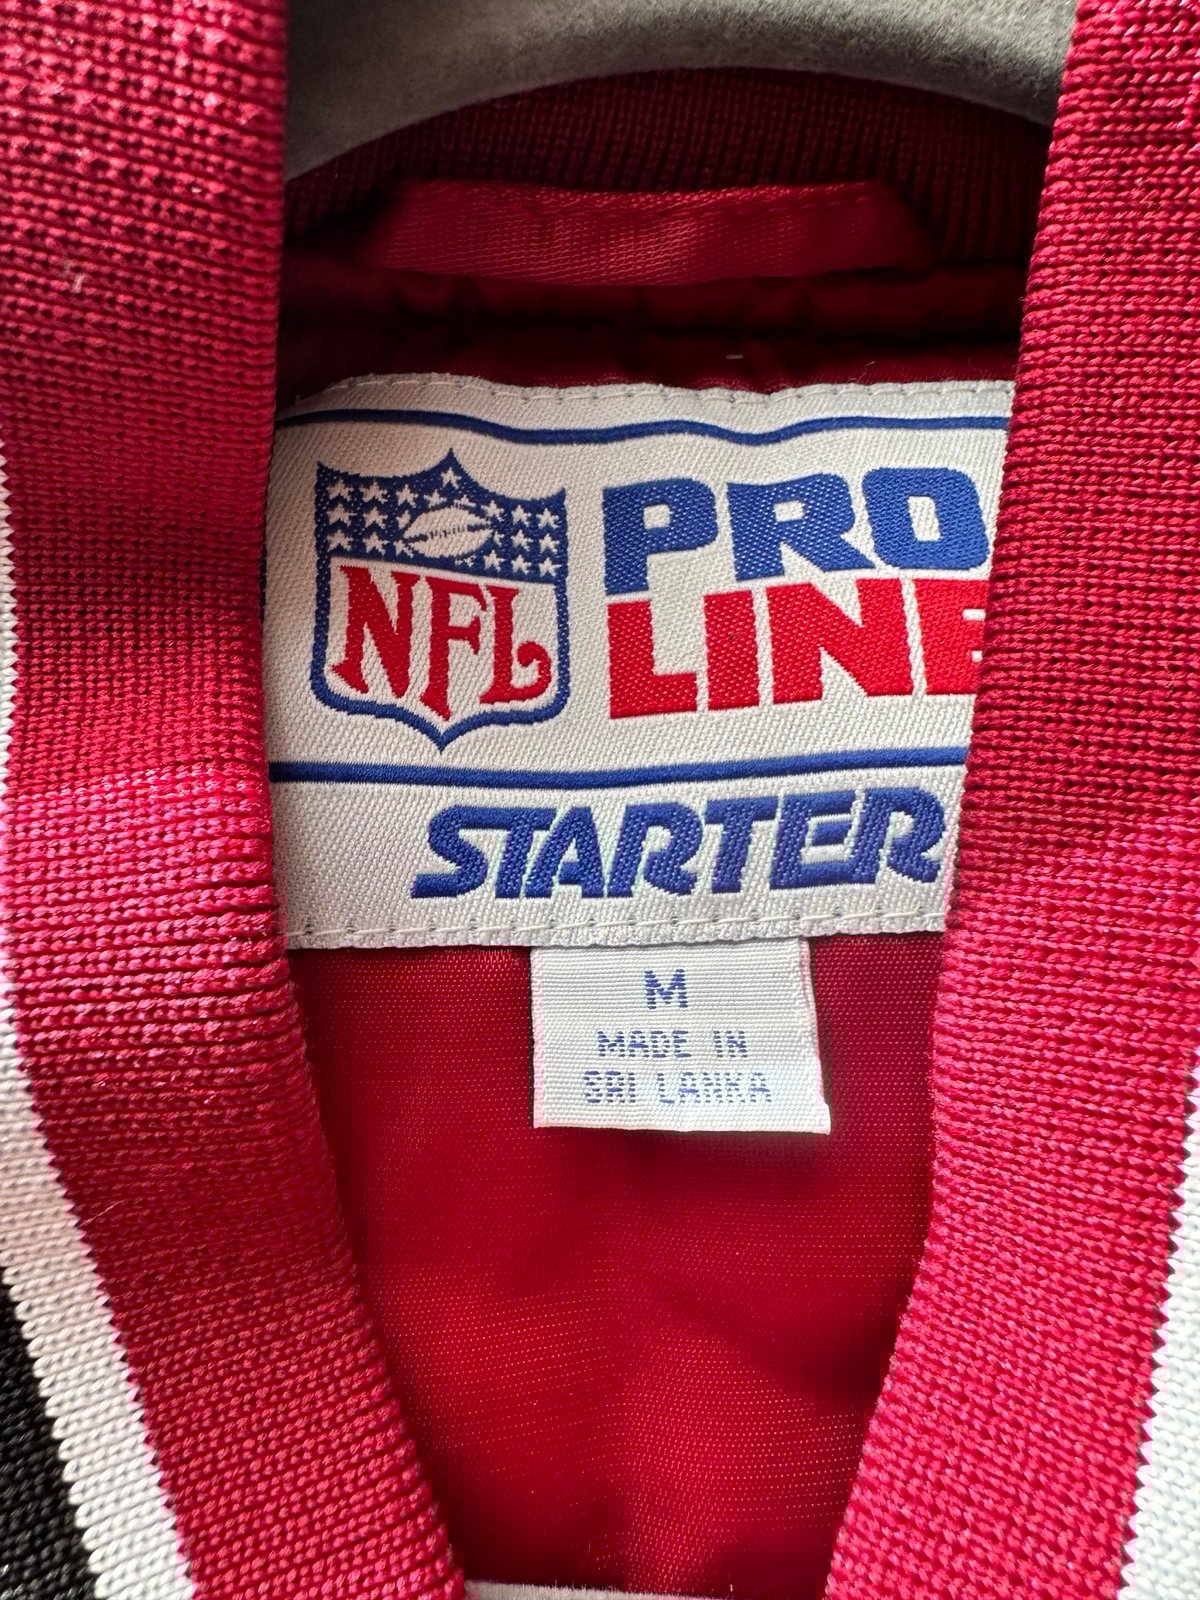 NFL
PRO
LINE
STARTER
M
MADE IN
SRI LANKA